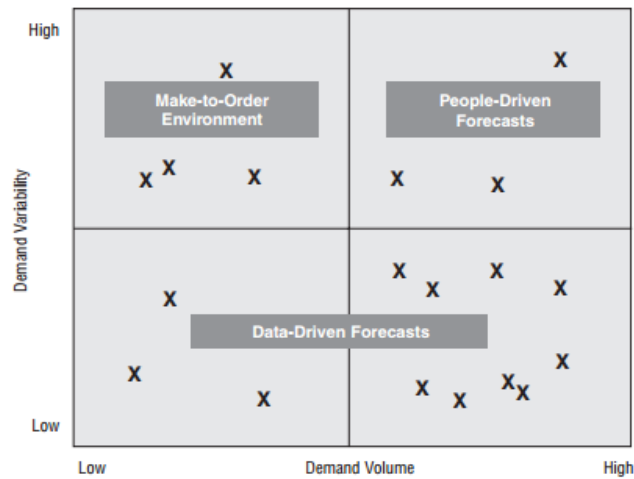 High
X
X
Make-to-Order
Environment
People-Driven
Forecasts
X
X
X
X
X
Demand Variability
X
X
X
X
X
X
Data-Driven Forecasts
X
X
X
X
X
X
X
X
Low
Low
Demand Volume
High